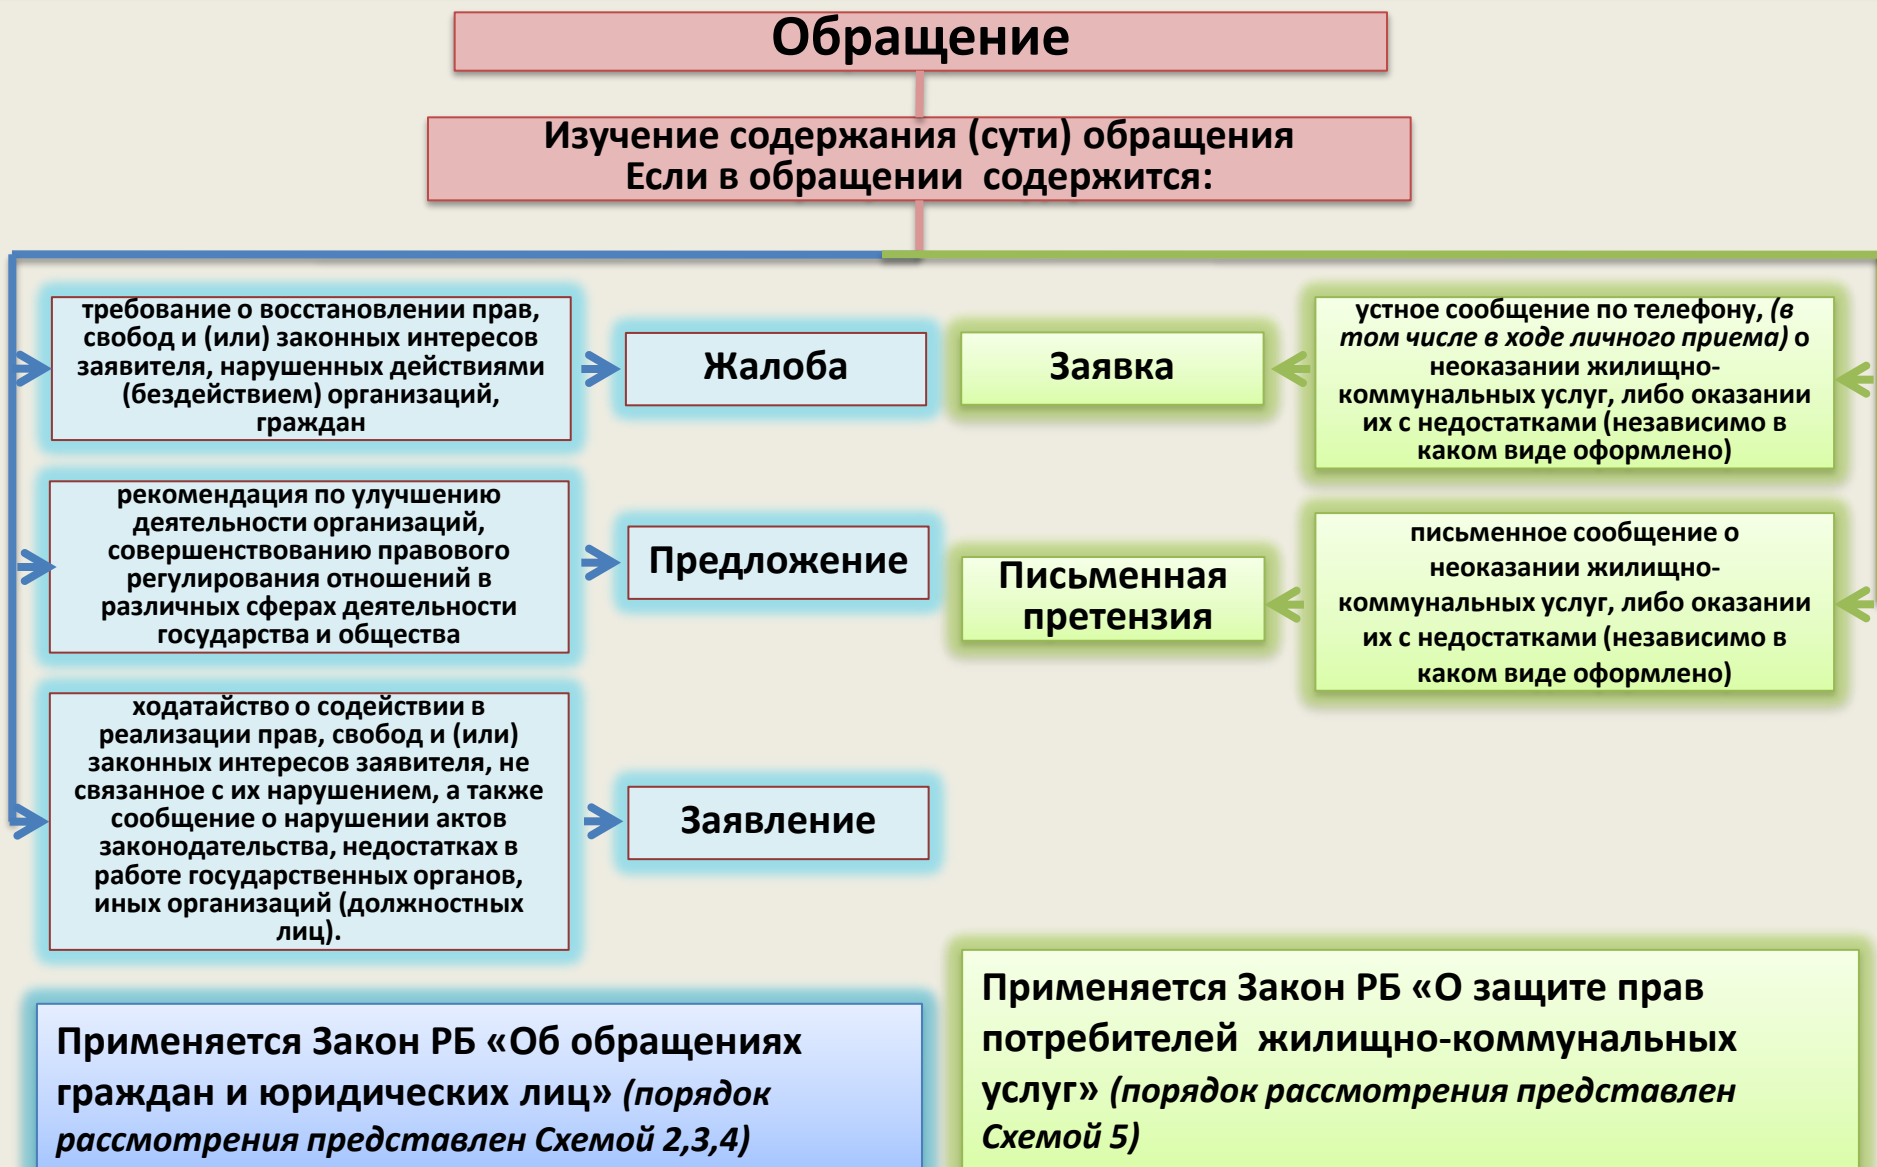 Обращение
Изучение содержания (сути) обращения
Если в обращении содержится:
требование о восстановлении прав,
свобод и (или) законных интересов
заявителя, нарушенных действиями
(бездействием) организаций,
граждан
Жалоба
рекомендация по улучшению
деятельности организаций,
совершенствованию правового
регулирования отношений в
различных сферах деятельности
государства и общества
Предложение
ходатайство о содействии в
реализации прав, свобод и (или)
законных интересов заявителя, не
связанное с их нарушением, а также
сообщение о нарушении актов
законодательства, недостатках в
работе государственных органов,
иных организаций (должностных
лиц).
Заявление
Применяется Закон РБ «Об обращениях
граждан и юридических лиц» (порядок
рассмотрения представлен Схемой 2,3,4)
Заявка
устное сообщение по телефону, (в
том числе в ходе личного приема) о
неоказании жилищно-
коммунальных услуг, либо оказании
их с недостатками (независимо в
каком виде оформлено)
Письменная
претензия
письменное сообщение о
неоказании жилищно-
коммунальных услуг, либо оказании
их с недостатками (независимо в
каком виде оформлено)
Применяется Закон РБ «О защите прав
потребителей жилищно-коммунальных
услуг» (порядок рассмотрения представлен
Схемой 5)